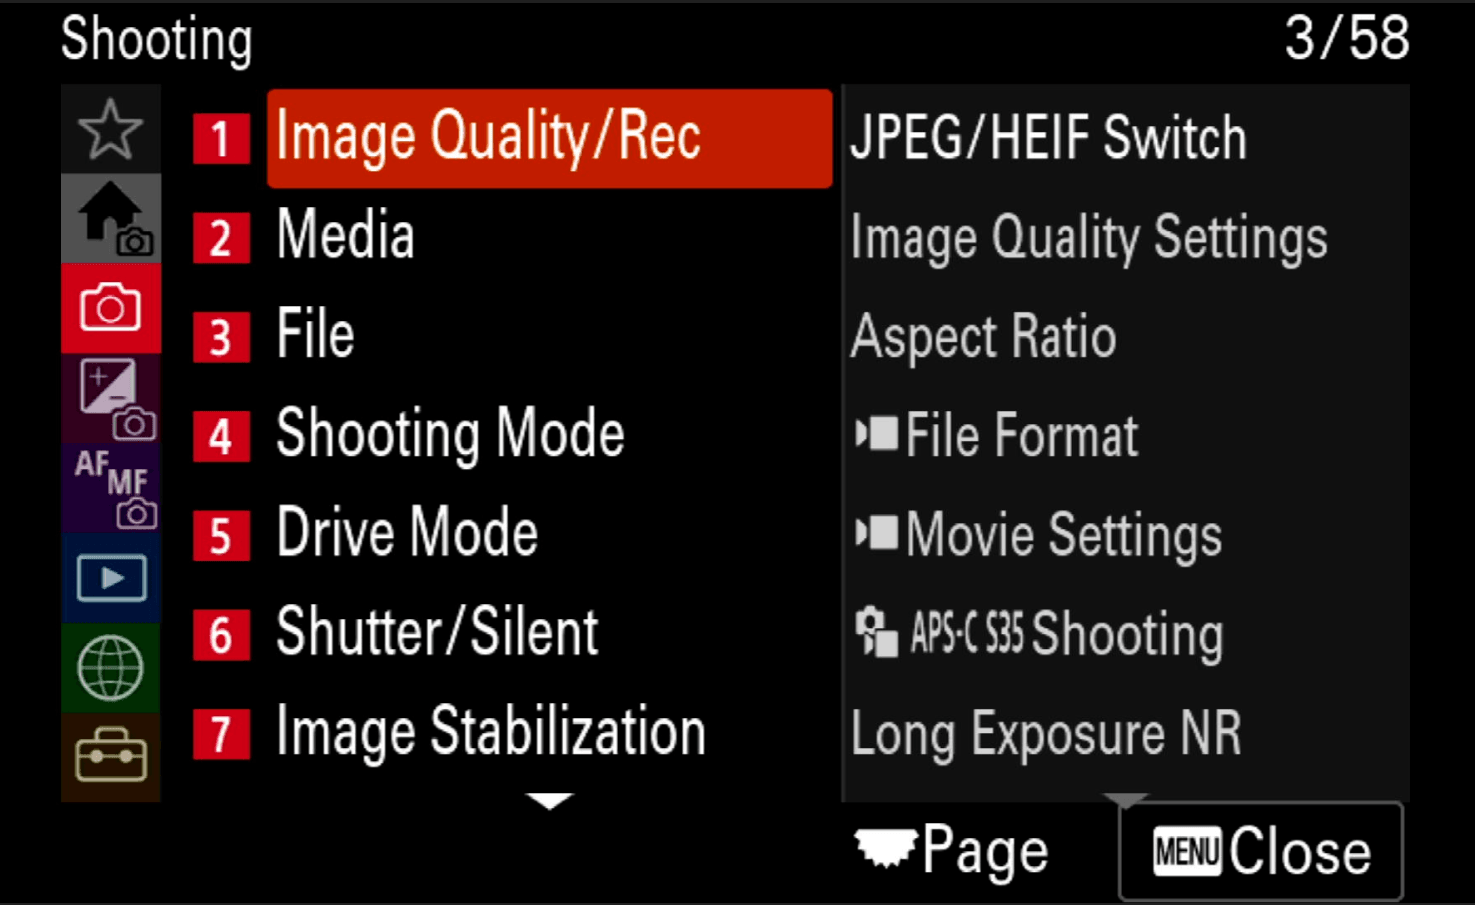 Shooting 3/58
1 Image Quality/Rec
2 Media
3 File
4 Shooting Mode
5 Drive Mode
6 Shutter/Silent
7 Image Stabilization
AF MF
JPEG/HEIF Switch
Image Quality Settings
Aspect Ratio
File Format
Movie Settings
APS-C S35 Shooting
Long Exposure NR
Page
MENU Close